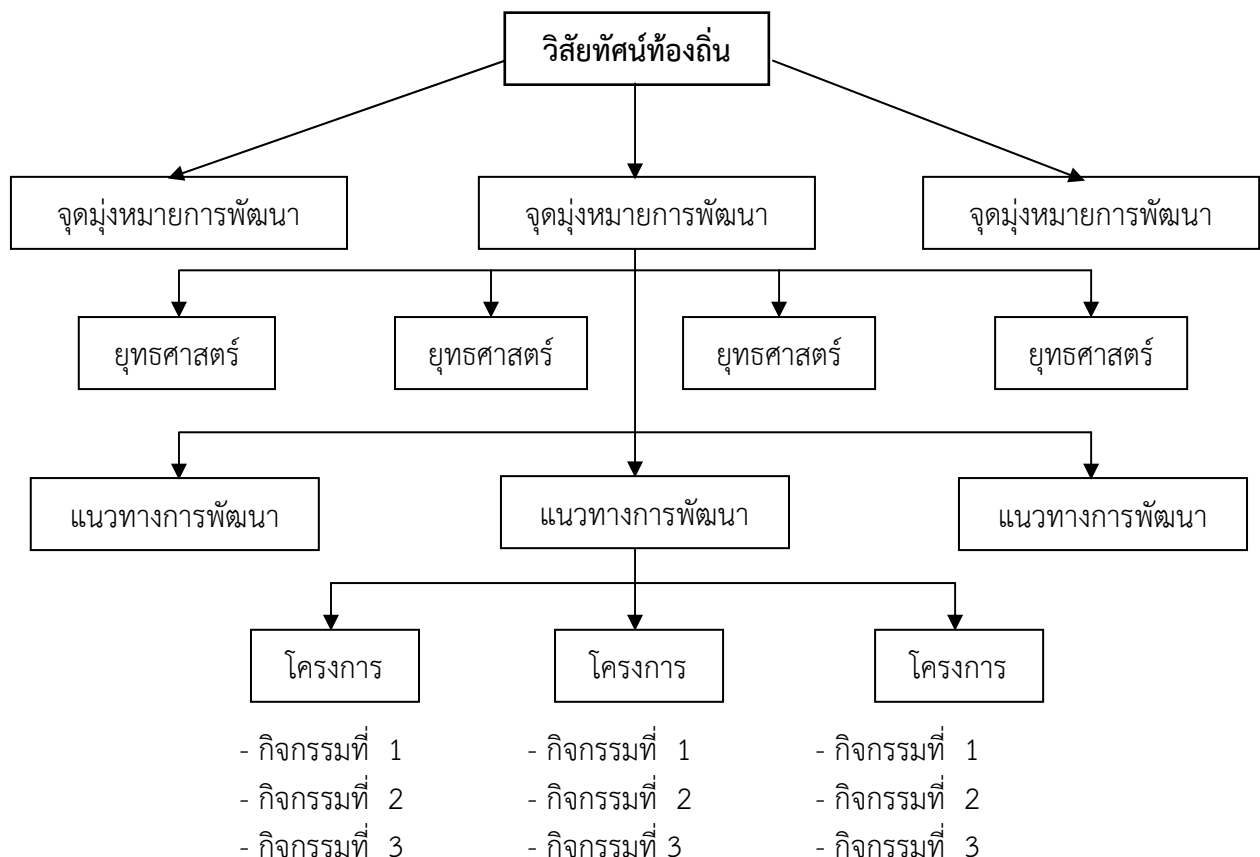 วิสัยทัศน์ท้องถิ่น
จุดมุ่งหมายการพัฒนา จุดมุ่งหมายการพัฒนา จุดมุ่งหมายการพัฒนา
ยุทธศาสตร์ ยุทธศาสตร์ ยุทธศาสตร์ ยุทธศาสตร์
แนวทางการพัฒนา แนวทางการพัฒนา แนวทางการพัฒนา
โครงการ โครงการ โครงการ
- กิจกรรมที่ 1 - กิจกรรมที่ 1 - กิจกรรมที่ 1
- กิจกรรมที่ 2 - กิจกรรมที่ 2 - กิจกรรมที่ 2
- กิจกรรมที่ 3 - กิจกรรมที่ 3 - กิจกรรมที่ 3